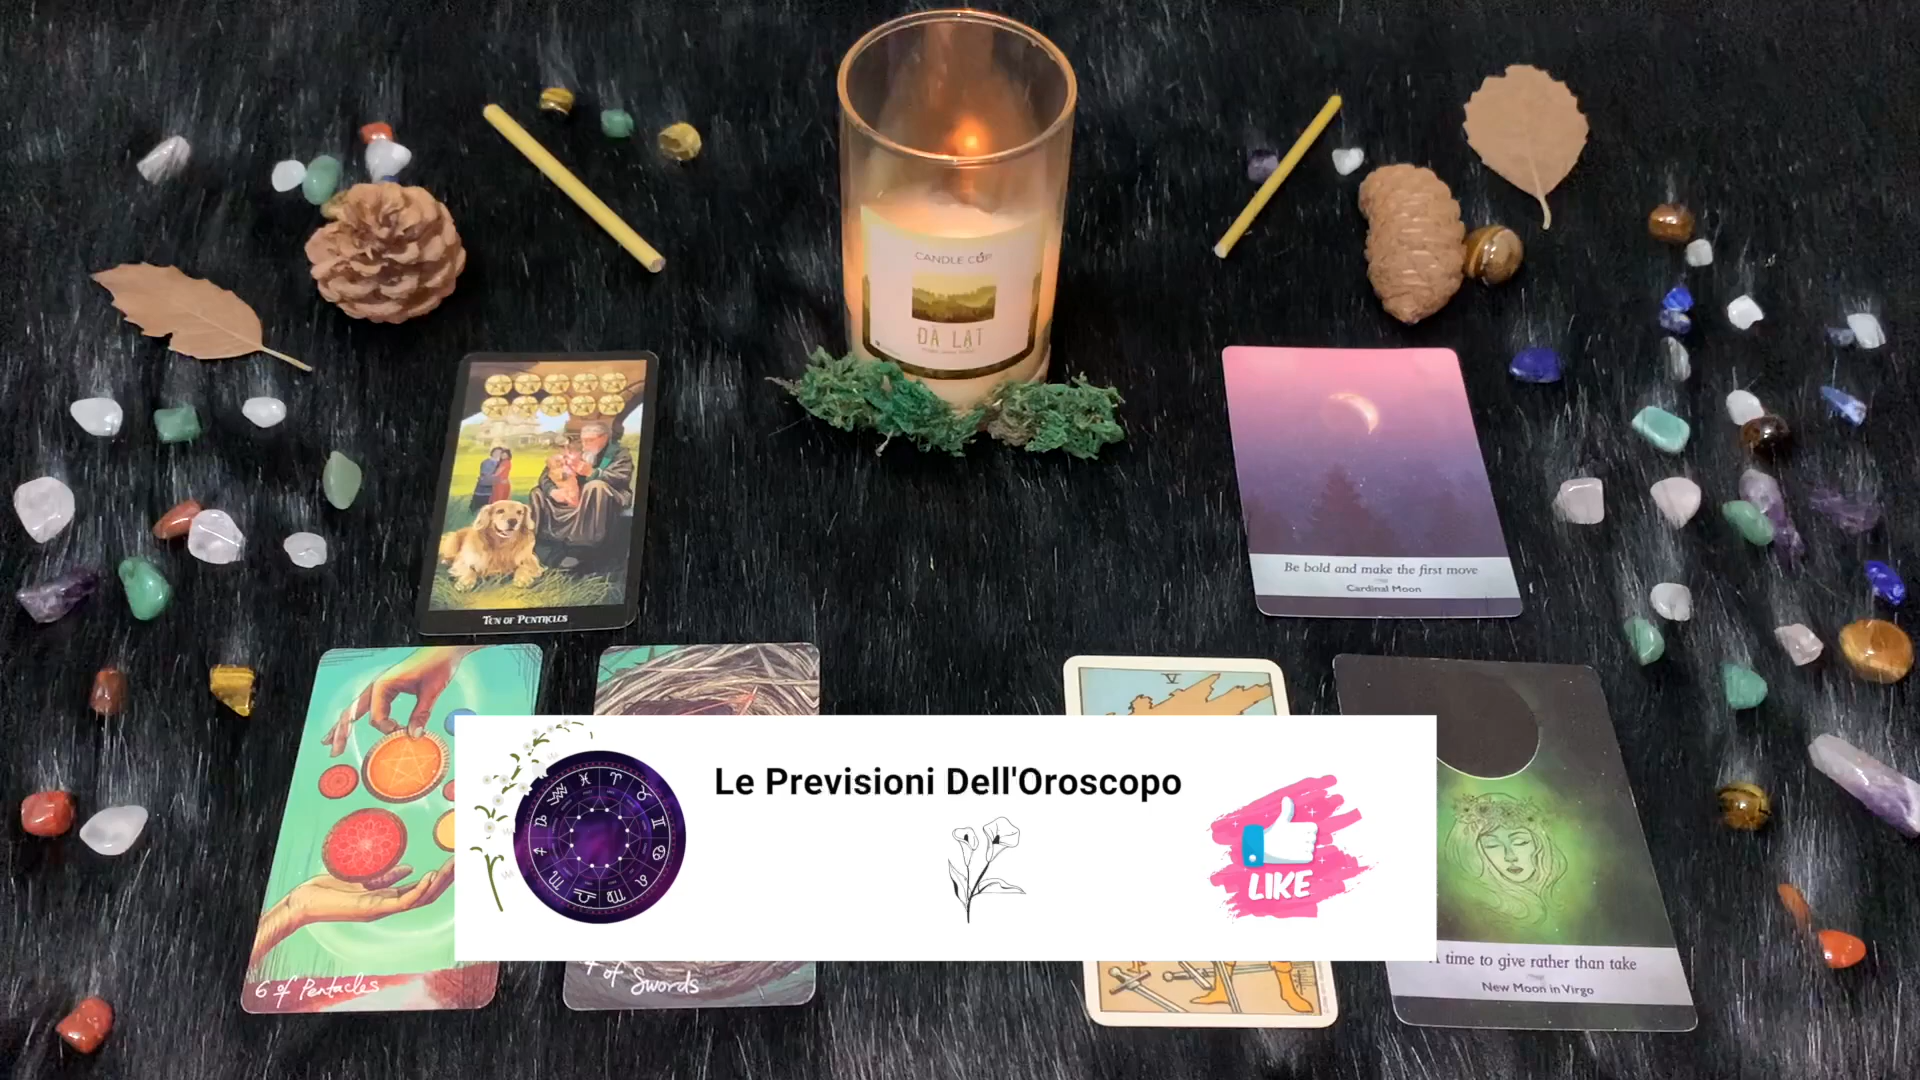 CANDLE CUP
ĐÀ LẠT
TEN OF PENTACLES
Be bold and make the first move
Cardinal Moon
V
Le Previsioni Dell'Oroscopo
LIKE
6 of Pentacles
4 of Swords
A time to give rather than take
New Moon in Virgo